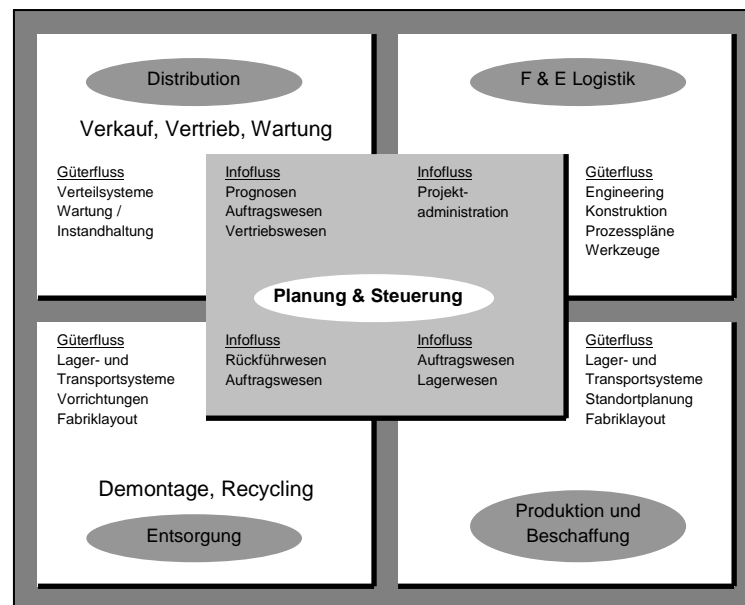 Distribution
Verkauf, Vertrieb, Wartung
Güterfluss
Verteilsysteme
Wartung /
Instandhaltung
Infofluss
Prognosen
Auftragswesen
Vertriebswesen
F & E Logistik
Infofluss
Projekt-
administration
Güterfluss
Engineering
Konstruktion
Prozesspläne
Werkzeuge
Planung & Steuerung
Güterfluss
Lager- und
Transportsysteme
Vorrichtungen
Fabriklayout
Infofluss
Rückführwesen
Auftragswesen
Demontage, Recycling
Entsorgung
Infofluss
Auftragswesen
Lagerwesen
Güterfluss
Lager- und
Transportsysteme
Standortplanung
Fabriklayout
Produktion und
Beschaffung